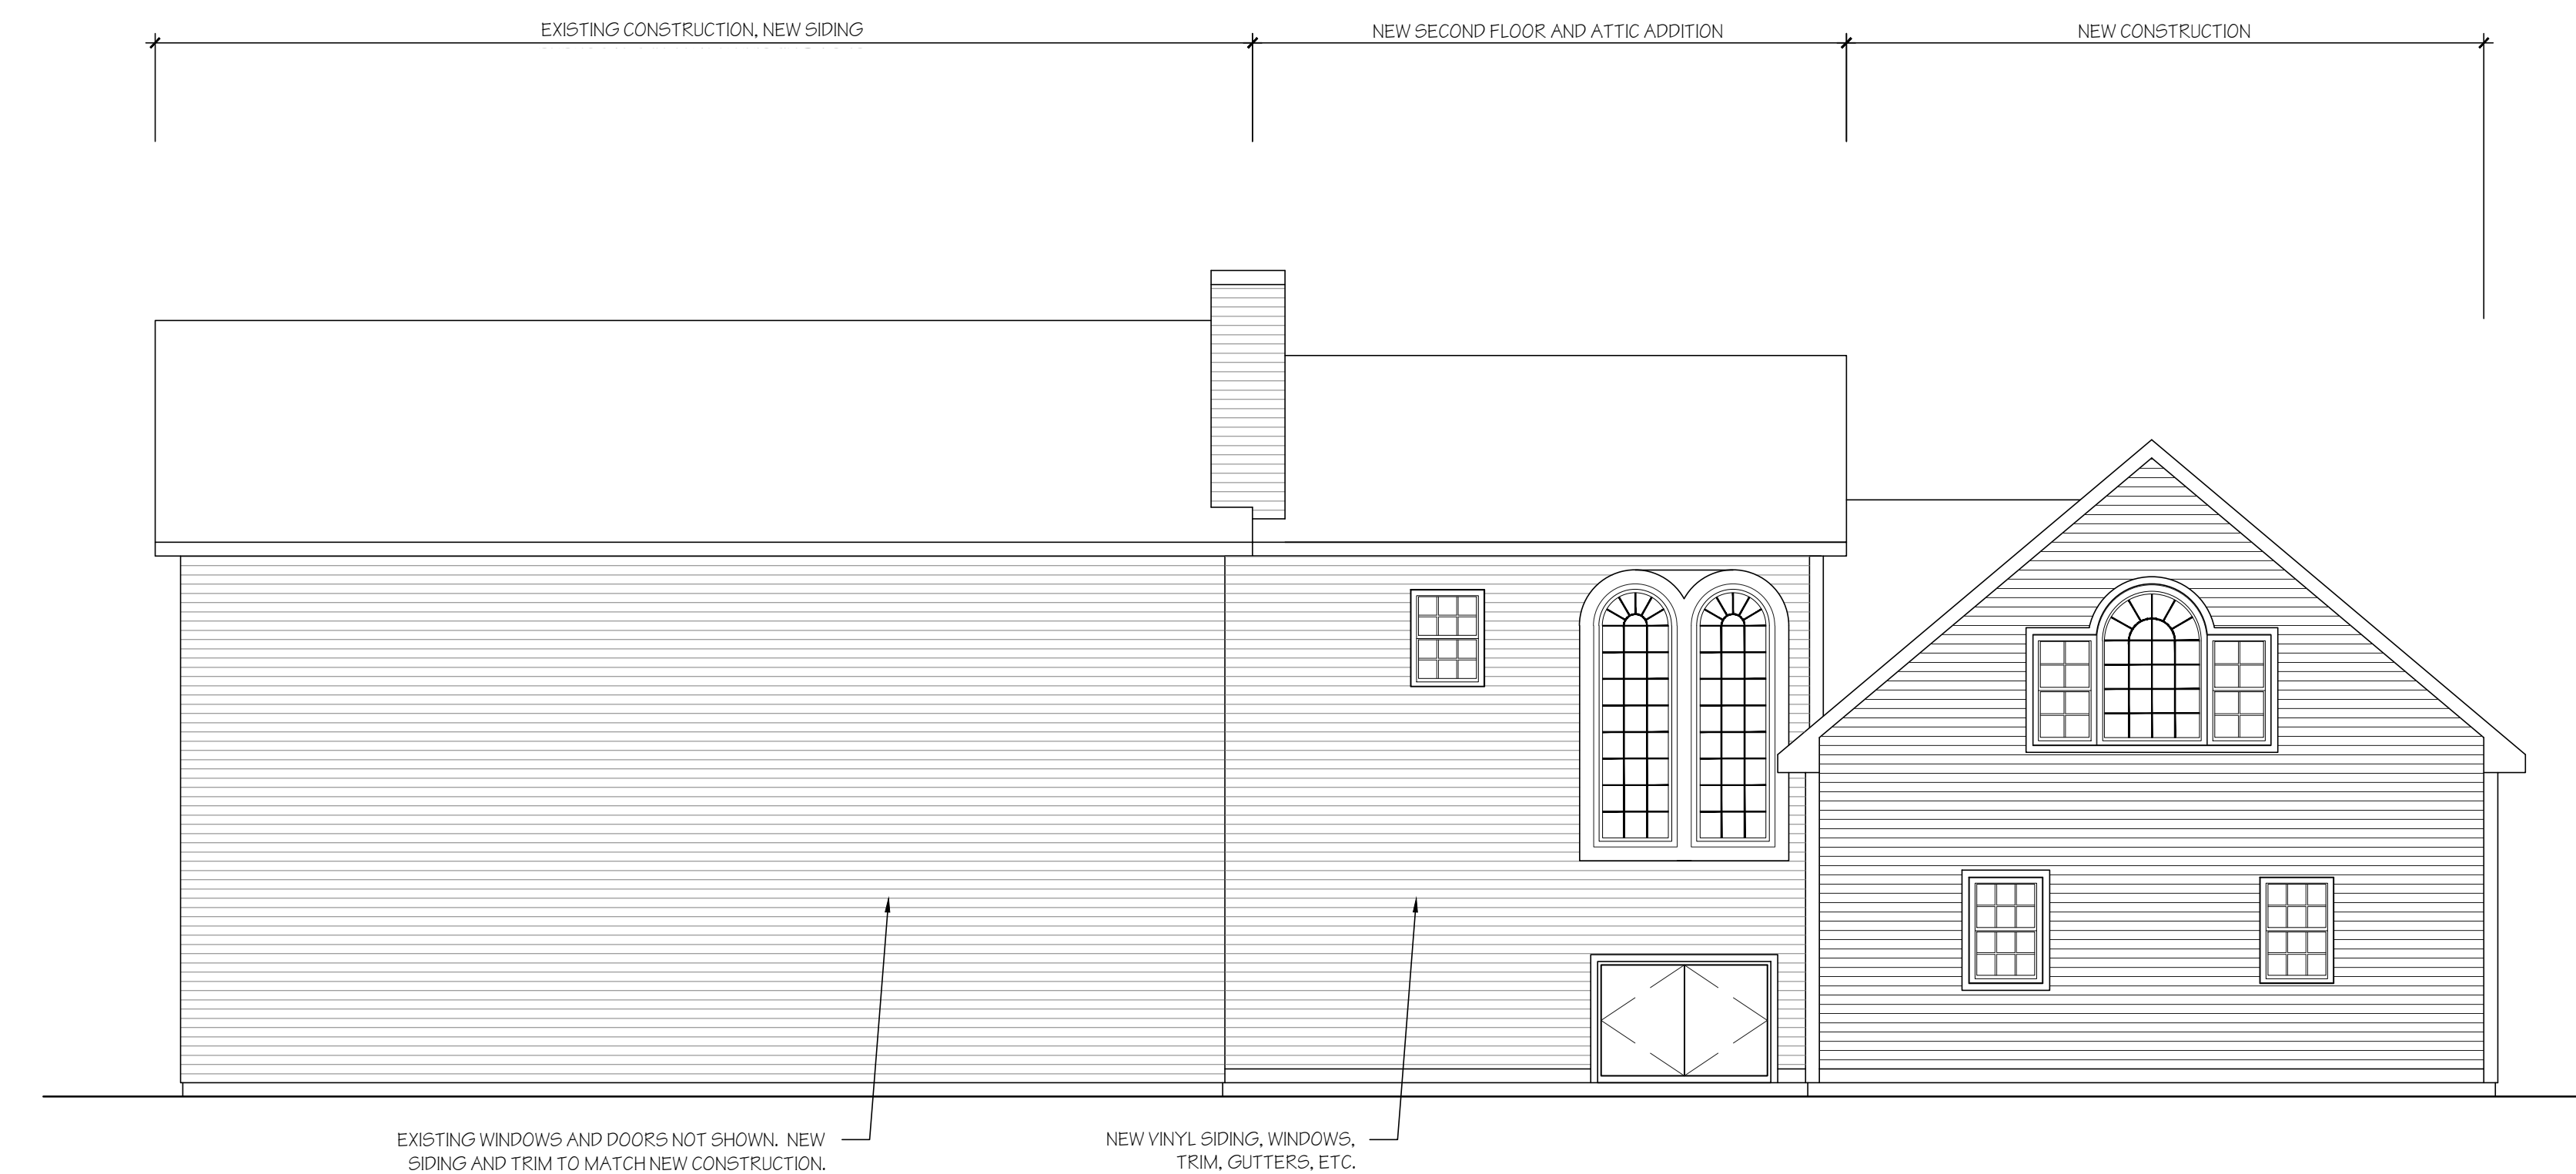 EXISTING CONSTRUCTION, NEW SIDING
NEW SECOND FLOOR AND ATTIC ADDITION
NEW CONSTRUCTION
EXISTING WINDOWS AND DOORS NOT SHOWN. NEW
SIDING AND TRIM TO MATCH NEW CONSTRUCTION.
NEW VINYL SIDING, WINDOWS,
TRIM, GUTTERS, ETC.